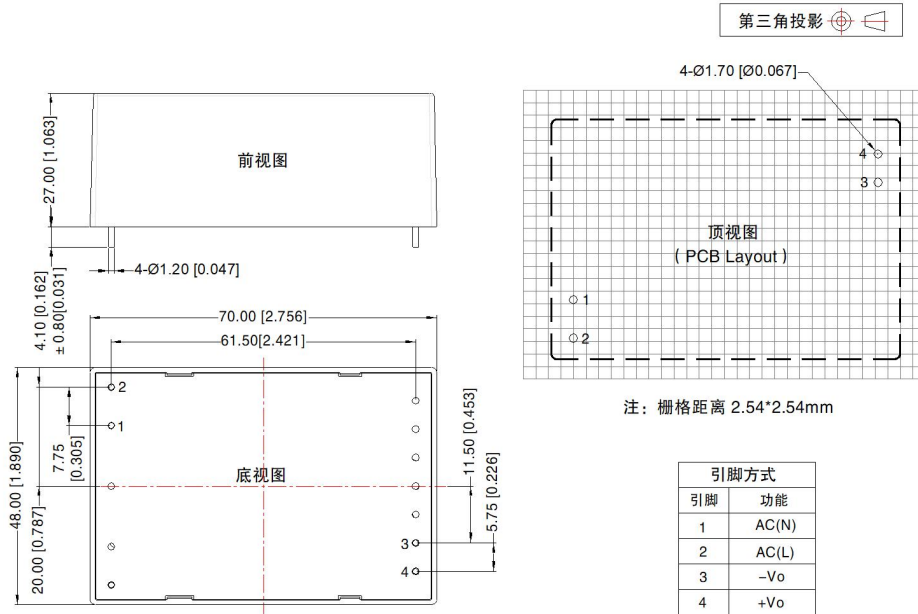 第三角投影
4-Ø1.70 [Ø0.067]
27.00 [1.063]
前视图
4
3
顶视图
( PCB Layout )
4-Ø1.20 [0.047]
4.10 [0.162]
± 0.80[0.031]
1
2
70.00 [2.756]
61.50[2.421]
2
1
7.75
[0.305]
48.00 [1.890]
20.00 [0.787]
底视图
11.50 [0.453]
5.75 [0.226]
3
4
注：栅格距离 2.54*2.54mm
引脚方式
引脚 功能
1 AC(N)
2 AC(L)
3 −Vo
4 +Vo